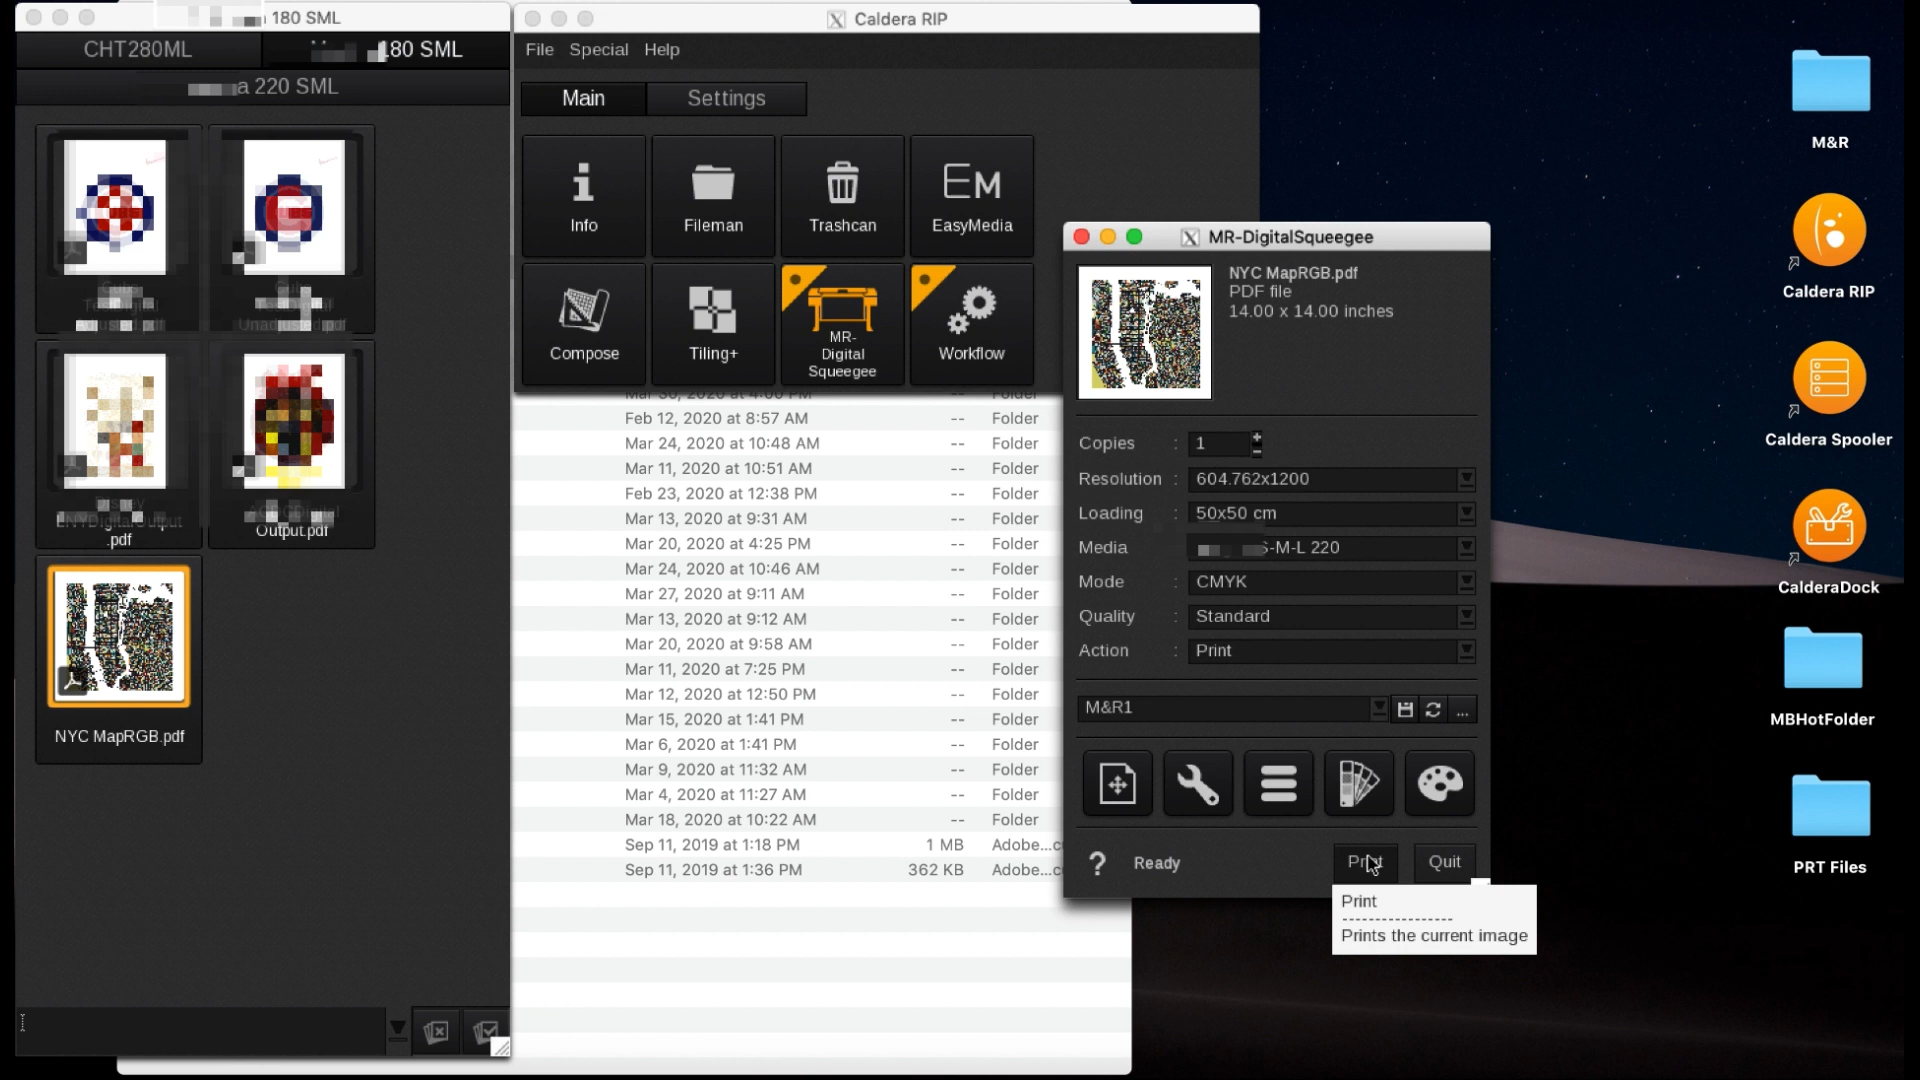 180 SML
CHT280ML
180 SML
a 220 SML
.pdf
Output.pdf
NYC MapRGB.pdf
Caldera RIP
File Special Help
Main Settings
Info
Fileman
Trashcan
EM
EasyMedia
Compose
Tiling+
MR-
Digital
Squeegee
Workflow
Feb 12, 2020 at 8:57 AM -- Folder
Mar 24, 2020 at 10:48 AM -- Folder
Mar 11, 2020 at 10:51 AM -- Folder
Feb 23, 2020 at 12:38 PM -- Folder
Mar 13, 2020 at 9:31 AM -- Folder
Mar 20, 2020 at 4:25 PM -- Folder
Mar 24, 2020 at 10:46 AM -- Folder
Mar 27, 2020 at 9:11 AM -- Folder
Mar 13, 2020 at 9:12 AM -- Folder
Mar 20, 2020 at 9:58 AM -- Folder
Mar 11, 2020 at 7:25 PM -- Folder
Mar 12, 2020 at 12:50 PM -- Folder
Mar 15, 2020 at 1:41 PM -- Folder
Mar 6, 2020 at 1:41 PM -- Folder
Mar 9, 2020 at 11:32 AM -- Folder
Mar 4, 2020 at 11:27 AM -- Folder
Mar 18, 2020 at 10:22 AM -- Folder
Sep 11, 2019 at 1:18 PM 1 MB Adobe...c
Sep 11, 2019 at 1:36 PM 362 KB Adobe...c
MR-DigitalSqueegee
NYC MapRGB.pdf
PDF file
14.00 x 14.00 inches
Copies : 1
Resolution : 604.762x1200
Loading : 50x50 cm
Media S-M-L 220
Mode : CMYK
Quality : Standard
Action : Print
M&R1 ...
? Ready Print Quit
Print
-----------------
Prints the current image
M&R
Caldera RIP
Caldera Spooler
CalderaDock
MBHotFolder
PRT Files